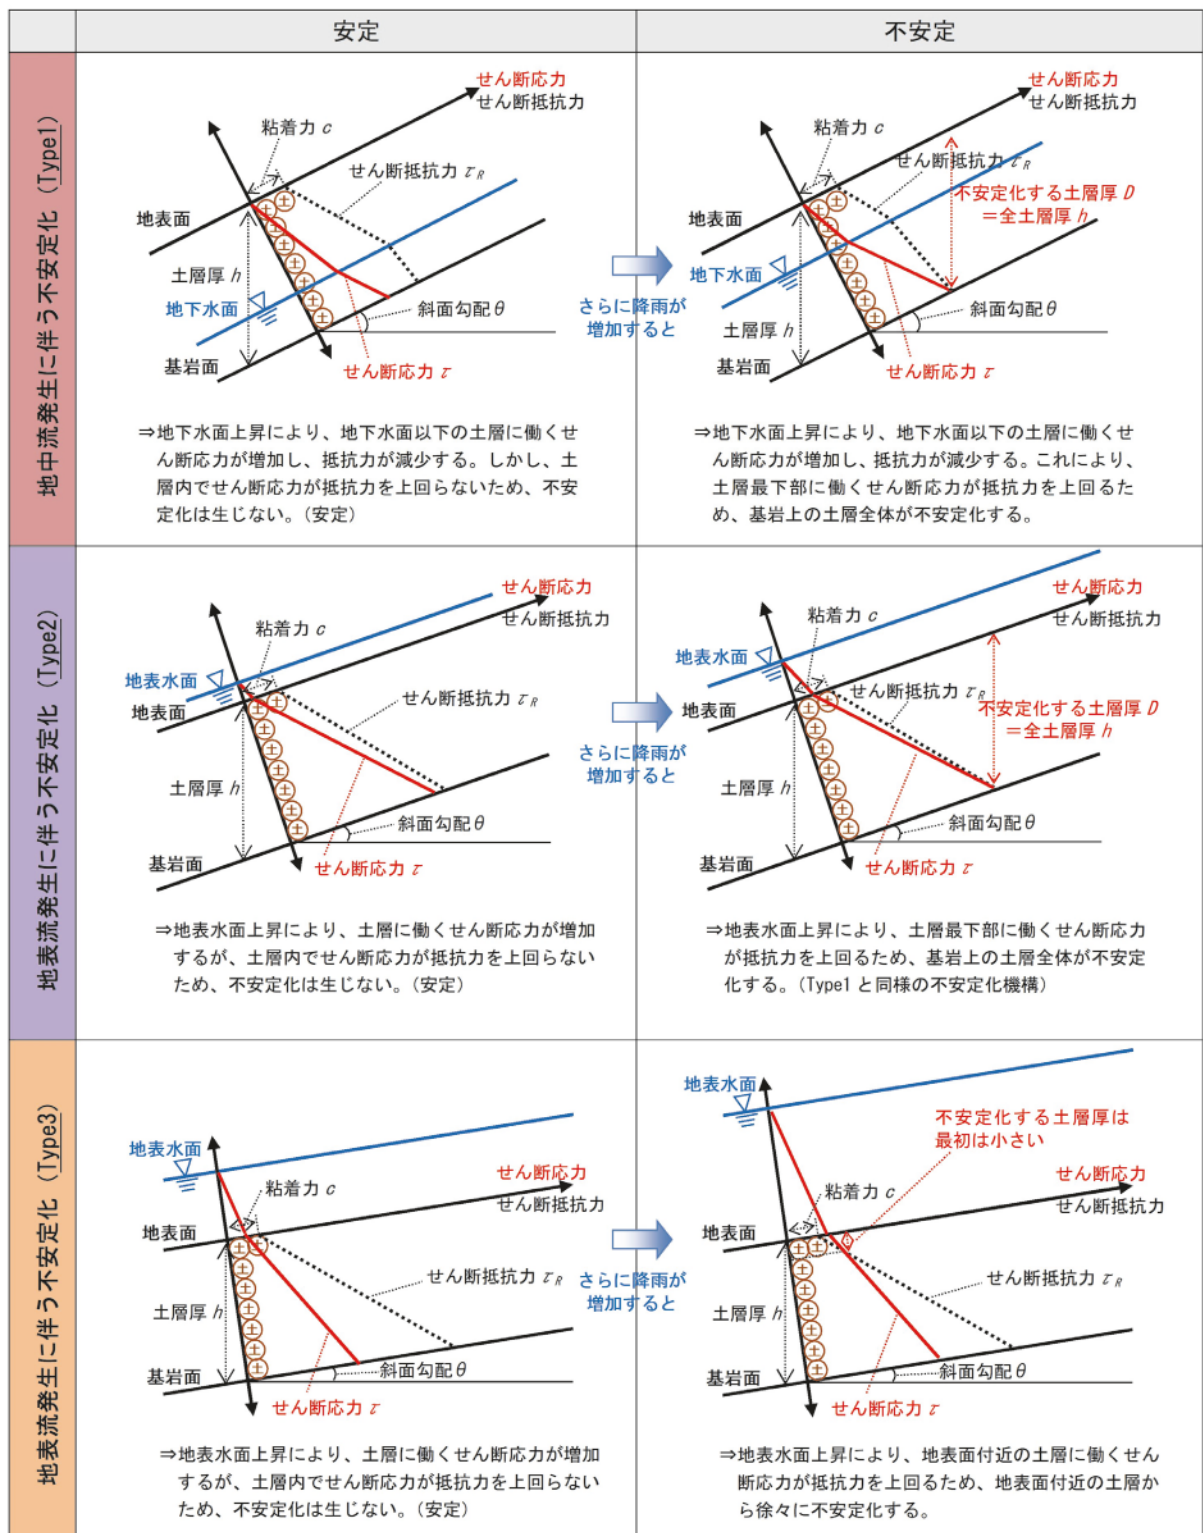 安定
不安定
地中流発生に伴う不安定化（Type1）
せん断応力
せん断抵抗力
粘着力 c
せん断抵抗力 τR
地表面
土層厚 h
地下水面
斜面勾配 θ
基岩面
せん断応力 τ
⇒地下水面上昇により、地下水面以下の土層に働くせ
ん断応力が増加し、抵抗力が減少する。しかし、土
層内でせん断応力が抵抗力を上回らないため、不安
定化は生じない。（安定）
さらに降雨が
増加すると
せん断応力
せん断抵抗力
粘着力 c
せん断抵抗力 τR
不安定化する土層厚 D
＝全土層厚 h
地表面
地下水面
斜面勾配 θ
土層厚 h
基岩面
せん断応力 τ
⇒地下水面上昇により、地下水面以下の土層に働くせ
ん断応力が増加し、抵抗力が減少する。これにより、
土層最下部に働くせん断応力が抵抗力を上回るた
め、基岩上の土層全体が不安定化する。
地表流発生に伴う不安定化（Type2）
せん断応力
せん断抵抗力
粘着力 c
地表水面
地表面
せん断抵抗力 τR
土層厚 h
斜面勾配 θ
基岩面
せん断応力 τ
⇒地表水面上昇により、土層に働くせん断応力が増加
するが、土層内でせん断応力が抵抗力を上回らない
ため、不安定化は生じない。（安定）
さらに降雨が
増加すると
せん断応力
せん断抵抗力
粘着力 c
地表水面
せん断抵抗力 τR
地表面
不安定化する土層厚 D
＝全土層厚 h
土層厚 h
斜面勾配 θ
基岩面
せん断応力 τ
⇒地表水面上昇により、土層最下部に働くせん断応力
が抵抗力を上回るため、基岩上の土層全体が不安定
化する。（Type1 と同様の不安定化機構）
地表流発生に伴う不安定化（Type3）
地表水面
せん断応力
せん断抵抗力
粘着力 c
地表面
せん断抵抗力 τR
土層厚 h
基岩面
斜面勾配 θ
せん断応力 τ
⇒地表水面上昇により、土層に働くせん断応力が増加
するが、土層内でせん断応力が抵抗力を上回らない
ため、不安定化は生じない。（安定）
さらに降雨が
増加すると
地表水面
不安定化する土層厚は
最初は小さい
せん断応力
せん断抵抗力
粘着力 c
地表面
せん断抵抗力 τR
土層厚 h
基岩面
斜面勾配 θ
せん断応力 τ
⇒地表水面上昇により、地表面付近の土層に働くせん
断応力が抵抗力を上回るため、地表面付近の土層か
ら徐々に不安定化する。